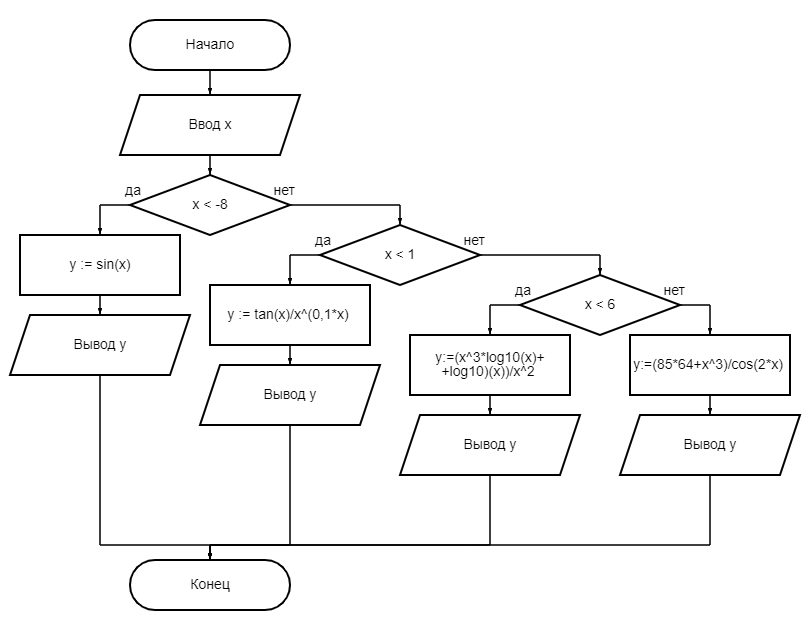 Начало
Ввод x
да
нет
x < -8
y := sin(x)
Вывод y
да
нет
x < 1
y := tan(x)/x^(0,1*x)
Вывод y
да
нет
x < 6
y:=(x^3*log10(x)+
+log10)(x))/x^2
Вывод y
y:=(85*64+x^3)/cos(2*x)
Вывод y
Конец